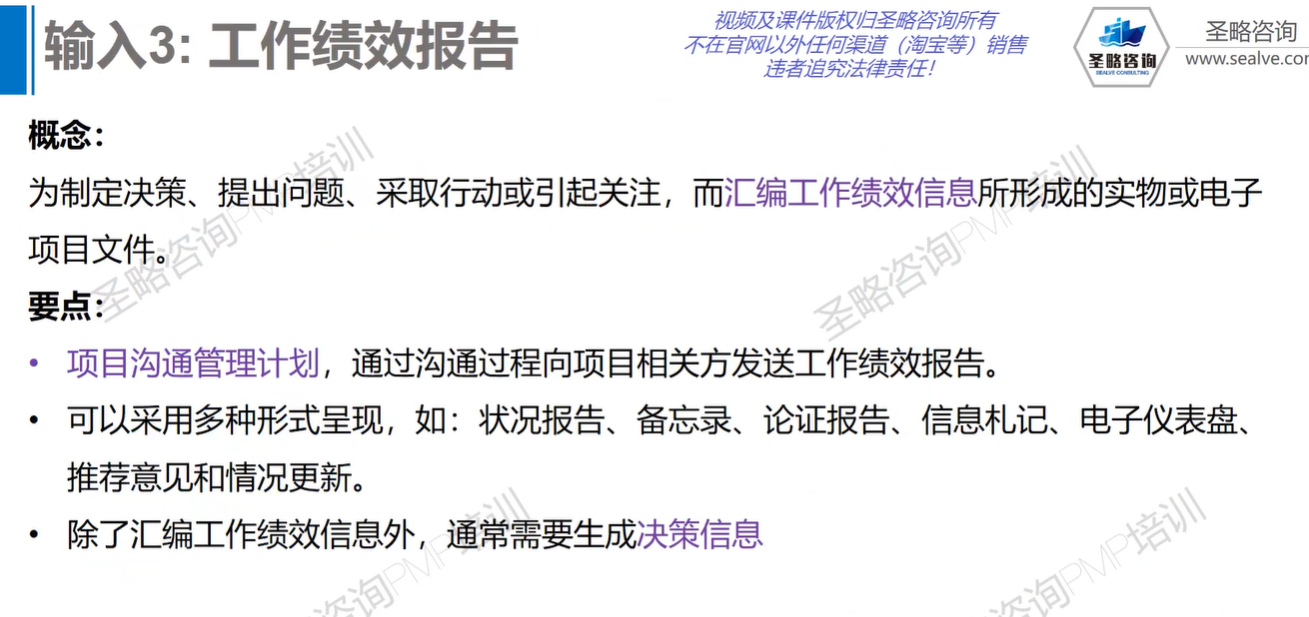 输入3: 工作绩效报告
视频及课件版权归圣略咨询所有
不在官网以外任何渠道（淘宝等）销售
违者追究法律责任！
圣略咨询
SEALVE CONSULTING
圣略咨询
www.sealve.cor
概念：
为制定决策、提出问题、采取行动或引起关注，而汇编工作绩效信息所形成的实物或电子
项目文件。
要点：
• 项目沟通管理计划，通过沟通过程向项目相关方发送工作绩效报告。
• 可以采用多种形式呈现，如：状况报告、备忘录、论证报告、信息札记、电子仪表盘、
推荐意见和情况更新。
• 除了汇编工作绩效信息外，通常需要生成决策信息
圣略咨询PMP培训
圣略咨询PMP培训
咨询PMP培训
咨询PMP培训